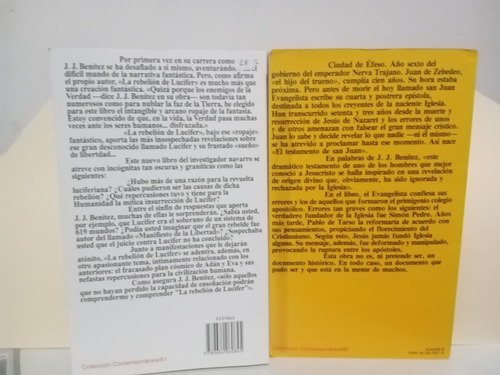 Por primera vez en su carrera como
J. J. Benítez se ha desafiado a sí mismo, aventurándo
difícil mundo de la narrativa fantástica. Pero, como afirma
el propio autor, «La rebelión de Lucifer» es mucho más que
una creación fantástica. «Quizá porque los enemigos de la
Verdad —dice J. J. Benítez en su obra— son todavía tan
numerosos como para nublar la faz de la Tierra, he elegido
para este libro el intangible y arcano ropaje de la fantasía.
Estoy convencido de que, en la vida, la Verdad pasa muchas
veces ante los seres humanos... disfrazada.»
«La rebelión de Lucifer», bajo ese «ropaje»
fantástico, aporta las más insospechadas revelaciones sobre
ese gran desconocido llamado Lucifer y su frustrado «sueño»
de libertad...
Este nuevo libro del investigador navarro se
atreve con incógnitas tan oscuras y graníticas como las
siguientes:
¿Hubo más de una razón para la revuelta
luciferiana? ¿Cuáles pudieron ser las causas de dicha
rebelión? ¿Qué repercusiones tuvo y tiene para la
Humanidad la mítica insurrección de Lucifer?
Entre el sinfín de respuestas que aporta
J. J. Benítez, muchas de ellas le sorprenderán. ¿Sabía usted,
por ejemplo, que Lucifer era el soberano de un sistema de
619 mundos? ¿Podía usted imaginar que el gran rebelde fue
autor del llamado «Manifiesto de la Libertad»? ¿Sospechaba
usted que el juicio contra Lucifer no ha concluido
Junto a manifiestos que le dejarán
atónito, «La rebelión de Lucifer» se adentra, además, en
otro apasionante tema, íntimamente relacionado con los
anteriores: el fracasado plan cósmico de Adán y Eva y sus
nefastas repercusiones para la civilización humana.
Como asegura J. J. Benítez, «sólo aquellos
que no hayan perdido la capacidad de ensoñación podrán
comprenderme y comprender "La rebelión de Lucifer"».
Colección Contemporánea/61
Ciudad de Éfeso. Año sexto del
gobierno del emperador Nerva Trajano. Juan de Zebedeo,
«el hijo del trueno», cumplía cien años. Su hora estaba
próxima. Pero antes de morir el hoy llamado san Juan
Evangelista escribe su cuarta y postrera epístola,
destinada a todos los creyentes de la naciente Iglesia.
Han transcurrido setenta y tres años desde la muerte y
resurrección de Jesús de Nazaret y los errores de unos
y de otros amenazan con falsear el gran mensaje crístico.
Juan lo sabe y decide revelar lo que nadie —ni él mismo—
se ha atrevido a proclamar hasta ese momento. Así nace
«El testamento de san Juan».
En palabras de J. J. Benítez, «este
dramático testamento de uno de los hombres que mejor
conoció a Jesucristo se halla inspirado en una revelación
de origen divino que, obviamente, ha sido ignorada y
rechazada por la Iglesia».
En el libro, el Evangelista confiesa sus
errores y los de aquellos que formaron el primigenio colegio
apostólico. Errores tan graves como los siguientes: el
verdadero fundador de la Iglesia fue Simón Pedro. Años
más tarde, Pablo de Tarso la reformaría de acuerdo con
sus pensamientos, propiciando el florecimiento del
Cristianismo. Según esto, Jesús jamás fundó Iglesia
alguna. Su mensaje, además, fue deformado y manipulado,
provocando la ruptura entre los apóstoles.
Esta obra no es, ni pretende ser, un
documento histórico. En todo caso, un documento que
pudo ser y que está en la mente de muchos.